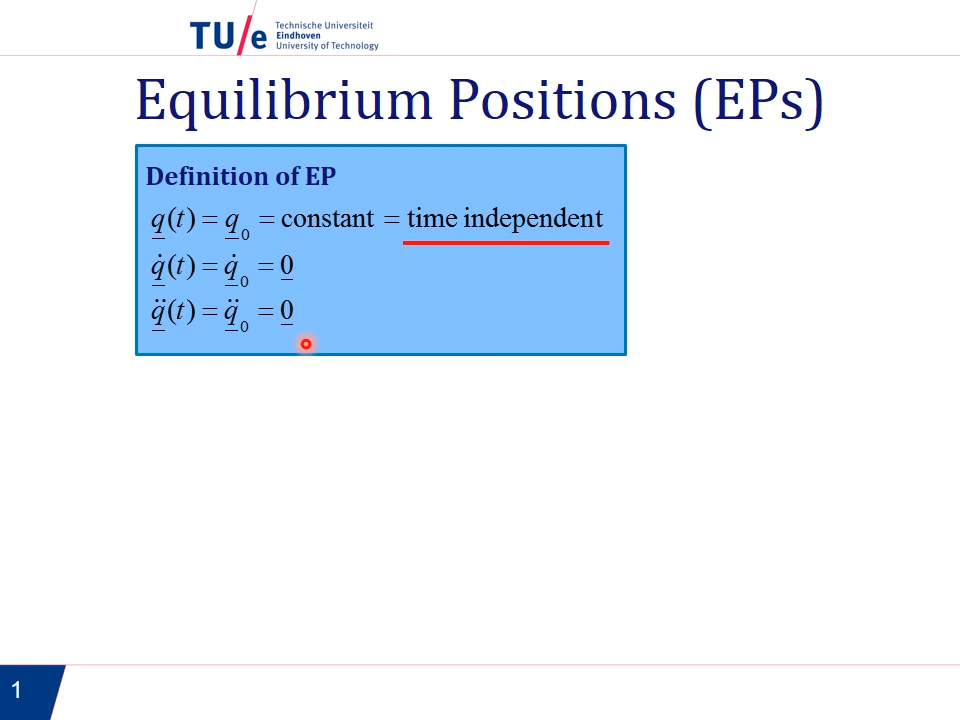 TU/e Technische Universiteit
Eindhoven
University of Technology
Equilibrium Positions (EPs)
Definition of EP
q̲(t) = q̲₀ = constant = time independent
q̲̇(t) = q̲̇₀ = 0̲
q̲̈(t) = q̲̈₀ = 0̲
1